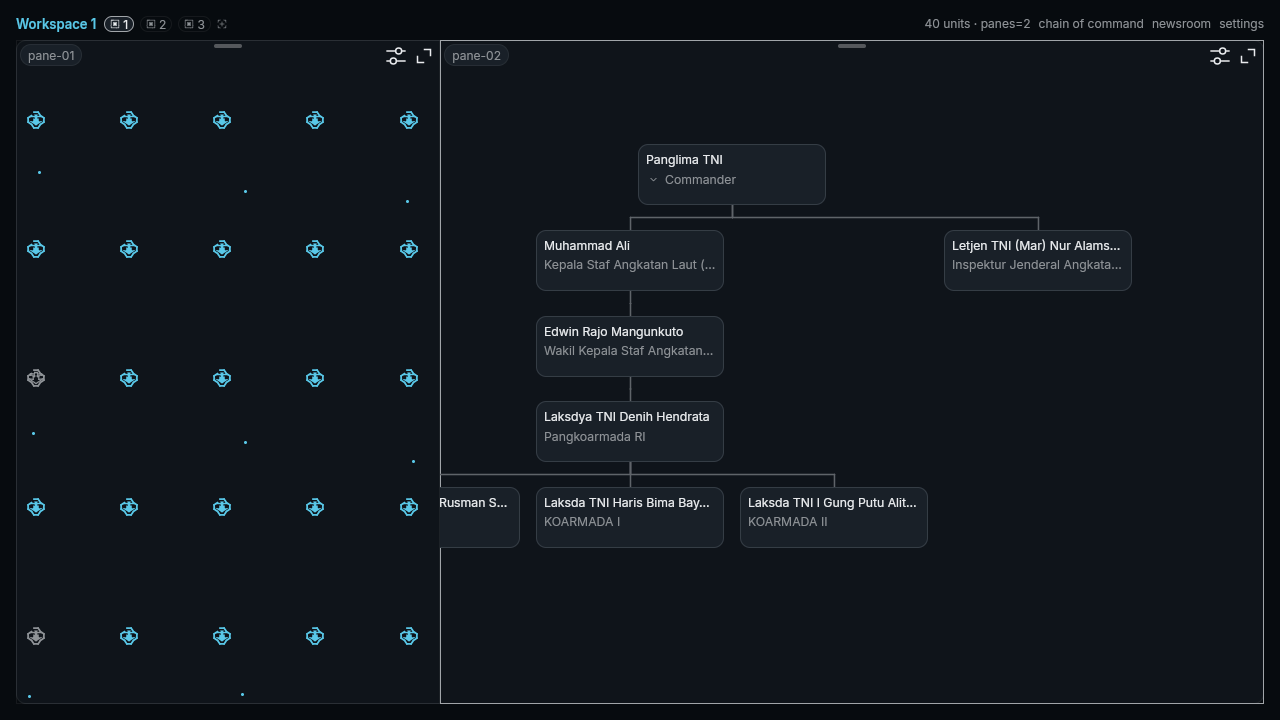 Workspace 1 1 2 3
40 units · panes=2 chain of command newsroom settings
pane-01
pane-02
Panglima TNI
Commander
Muhammad Ali
Kepala Staf Angkatan Laut (...
Letjen TNI (Mar) Nur Alams...
Inspektur Jenderal Angkata...
Edwin Rajo Mangunkuto
Wakil Kepala Staf Angkatan...
Laksdya TNI Denih Hendrata
Pangkoarmada RI
Rusman S...
Laksda TNI Haris Bima Bay...
KOARMADA I
Laksda TNI I Gung Putu Alit...
KOARMADA II